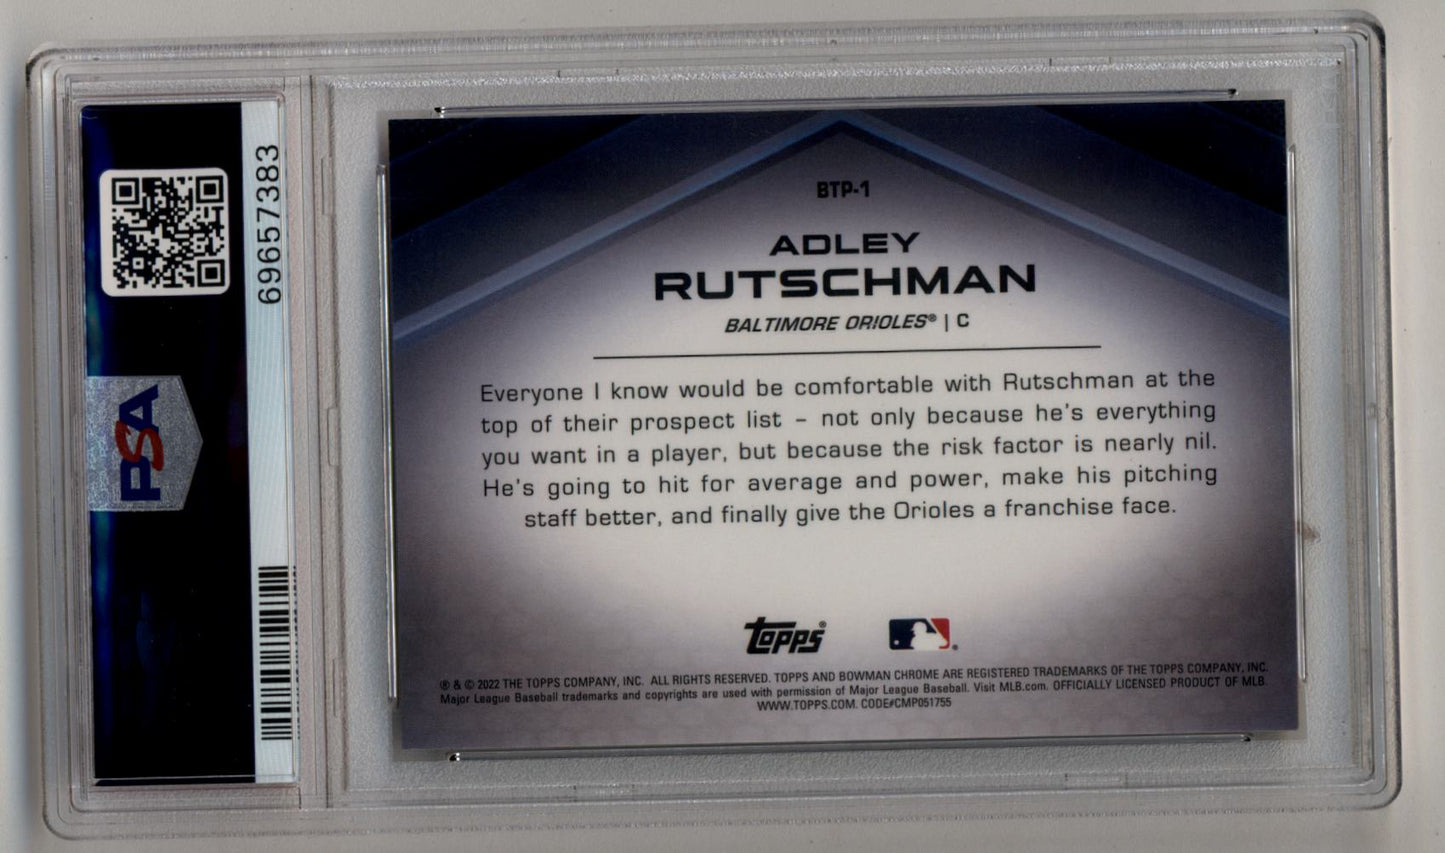 69657383
PSA
BTP-1
ADLEY
RUTSCHMAN
BALTIMORE ORIOLES® | C
Everyone I know would be comfortable with Rutschman at the
top of their prospect list – not only because he's everything
you want in a player, but because the risk factor is nearly nil.
He's going to hit for average and power, make his pitching
staff better, and finally give the Orioles a franchise face.
Topps®
® & © 2022 THE TOPPS COMPANY, INC. ALL RIGHTS RESERVED. TOPPS AND BOWMAN CHROME ARE REGISTERED TRADEMARKS OF THE TOPPS COMPANY, INC.
Major League Baseball trademarks and copyrights are used with permission of Major League Baseball. Visit MLB.com. OFFICIALLY LICENSED PRODUCT OF MLB.
WWW.TOPPS.COM. CODE#CMP051755